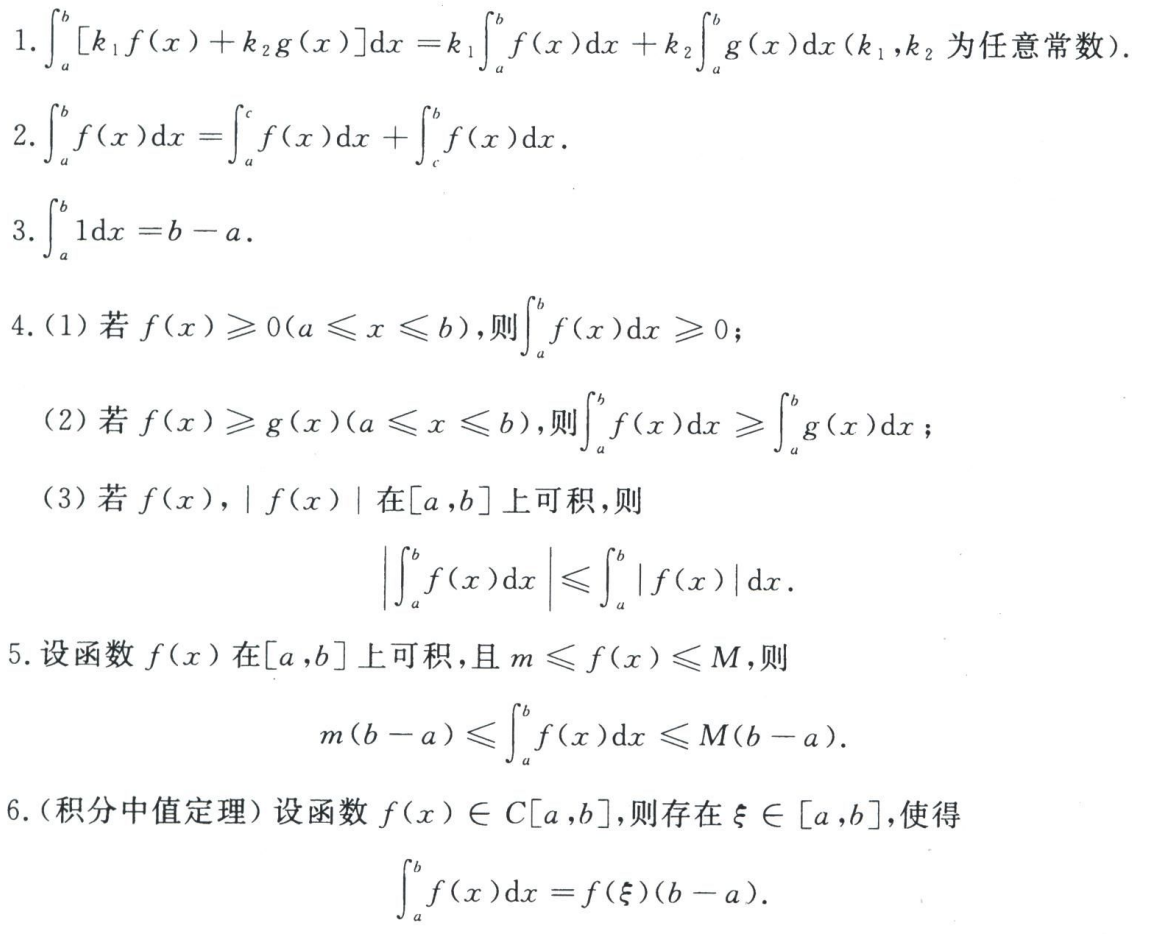 1. $\int_a^b [k_1 f(x) + k_2 g(x)]\mathrm{d}x = k_1 \int_a^b f(x)\mathrm{d}x + k_2 \int_a^b g(x)\mathrm{d}x$ ($k_1, k_2$ 为任意常数).
2. $\int_a^b f(x)\mathrm{d}x = \int_a^c f(x)\mathrm{d}x + \int_c^b f(x)\mathrm{d}x$.
3. $\int_a^b 1\mathrm{d}x = b - a$.
4. (1) 若 $f(x) \geqslant 0 (a \leqslant x \leqslant b)$,则$\int_a^b f(x)\mathrm{d}x \geqslant 0$;
(2) 若 $f(x) \geqslant g(x)(a \leqslant x \leqslant b)$,则$\int_a^b f(x)\mathrm{d}x \geqslant \int_a^b g(x)\mathrm{d}x$;
(3) 若 $f(x), |f(x)|$ 在$[a,b]$上可积,则
$\left|\int_a^b f(x)\mathrm{d}x\right| \leqslant \int_a^b |f(x)|\mathrm{d}x$.
5. 设函数 $f(x)$ 在$[a,b]$上可积,且 $m \leqslant f(x) \leqslant M$,则
$m(b-a) \leqslant \int_a^b f(x)\mathrm{d}x \leqslant M(b-a)$.
6. (积分中值定理) 设函数 $f(x) \in C[a,b]$,则存在 $\xi \in [a,b]$,使得
$\int_a^b f(x)\mathrm{d}x = f(\xi)(b-a)$.